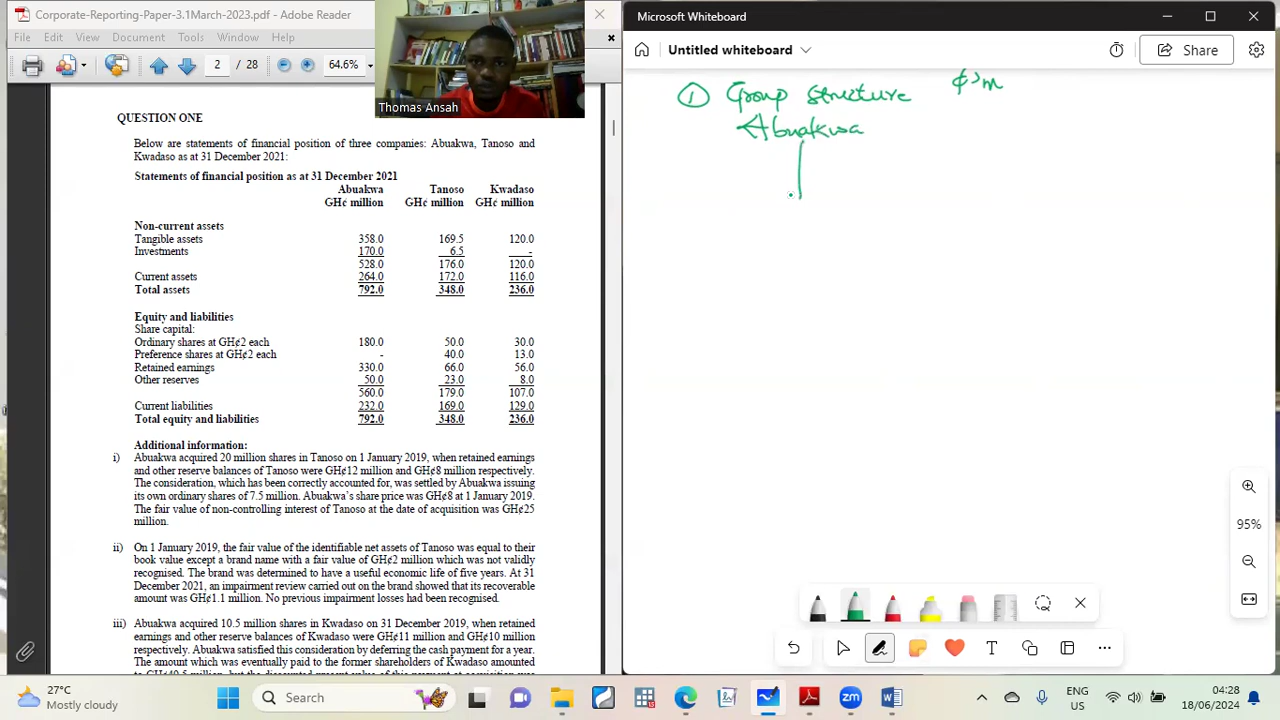 Corporate-Reporting-Paper-3.1March-2023.pdf - Adobe Reader
File Edit View Document Tools Window Help
2 / 28 64.6%
Thomas Ansah
QUESTION ONE
Below are statements of financial position of three companies: Abuakwa, Tanoso and
Kwadaso as at 31 December 2021:
Statements of financial position as at 31 December 2021
Abuakwa Tanoso Kwadaso
GH¢ million GH¢ million GH¢ million
Non-current assets
Tangible assets 358.0 169.5 120.0
Investments 170.0 6.5 -
528.0 176.0 120.0
Current assets 264.0 172.0 116.0
Total assets 792.0 348.0 236.0
Equity and liabilities
Share capital:
Ordinary shares at GH¢2 each 180.0 50.0 30.0
Preference shares at GH¢2 each - 40.0 13.0
Retained earnings 330.0 66.0 56.0
Other reserves 50.0 23.0 8.0
560.0 179.0 107.0
Current liabilities 232.0 169.0 129.0
Total equity and liabilities 792.0 348.0 236.0
Additional information:
i) Abuakwa acquired 20 million shares in Tanoso on 1 January 2019, when retained earnings
and other reserve balances of Tanoso were GH¢12 million and GH¢8 million respectively.
The consideration, which has been correctly accounted for, was settled by Abuakwa issuing
its own ordinary shares of 7.5 million. Abuakwa's share price was GH¢8 at 1 January 2019.
The fair value of non-controlling interest of Tanoso at the date of acquisition was GH¢25
million.
ii) On 1 January 2019, the fair value of the identifiable net assets of Tanoso was equal to their
book value except a brand name with a fair value of GH¢2 million which was not validly
recognised. The brand was determined to have a useful economic life of five years. At 31
December 2021, an impairment review carried out on the brand showed that its recoverable
amount was GH¢1.1 million. No previous impairment losses had been recognised.
iii) Abuakwa acquired 10.5 million shares in Kwadaso on 31 December 2019, when retained
earnings and other reserve balances of Kwadaso were GH¢11 million and GH¢10 million
respectively. Abuakwa satisfied this consideration by deferring the cash payment for a year.
The amount which was eventually paid to the former shareholders of Kwadaso amounted
Microsoft Whiteboard
Untitled whiteboard
Share
① Group structure ¢'m
Abuakwa
95%
27°C
Mostly cloudy
Search
ENG
US
04:28
18/06/2024